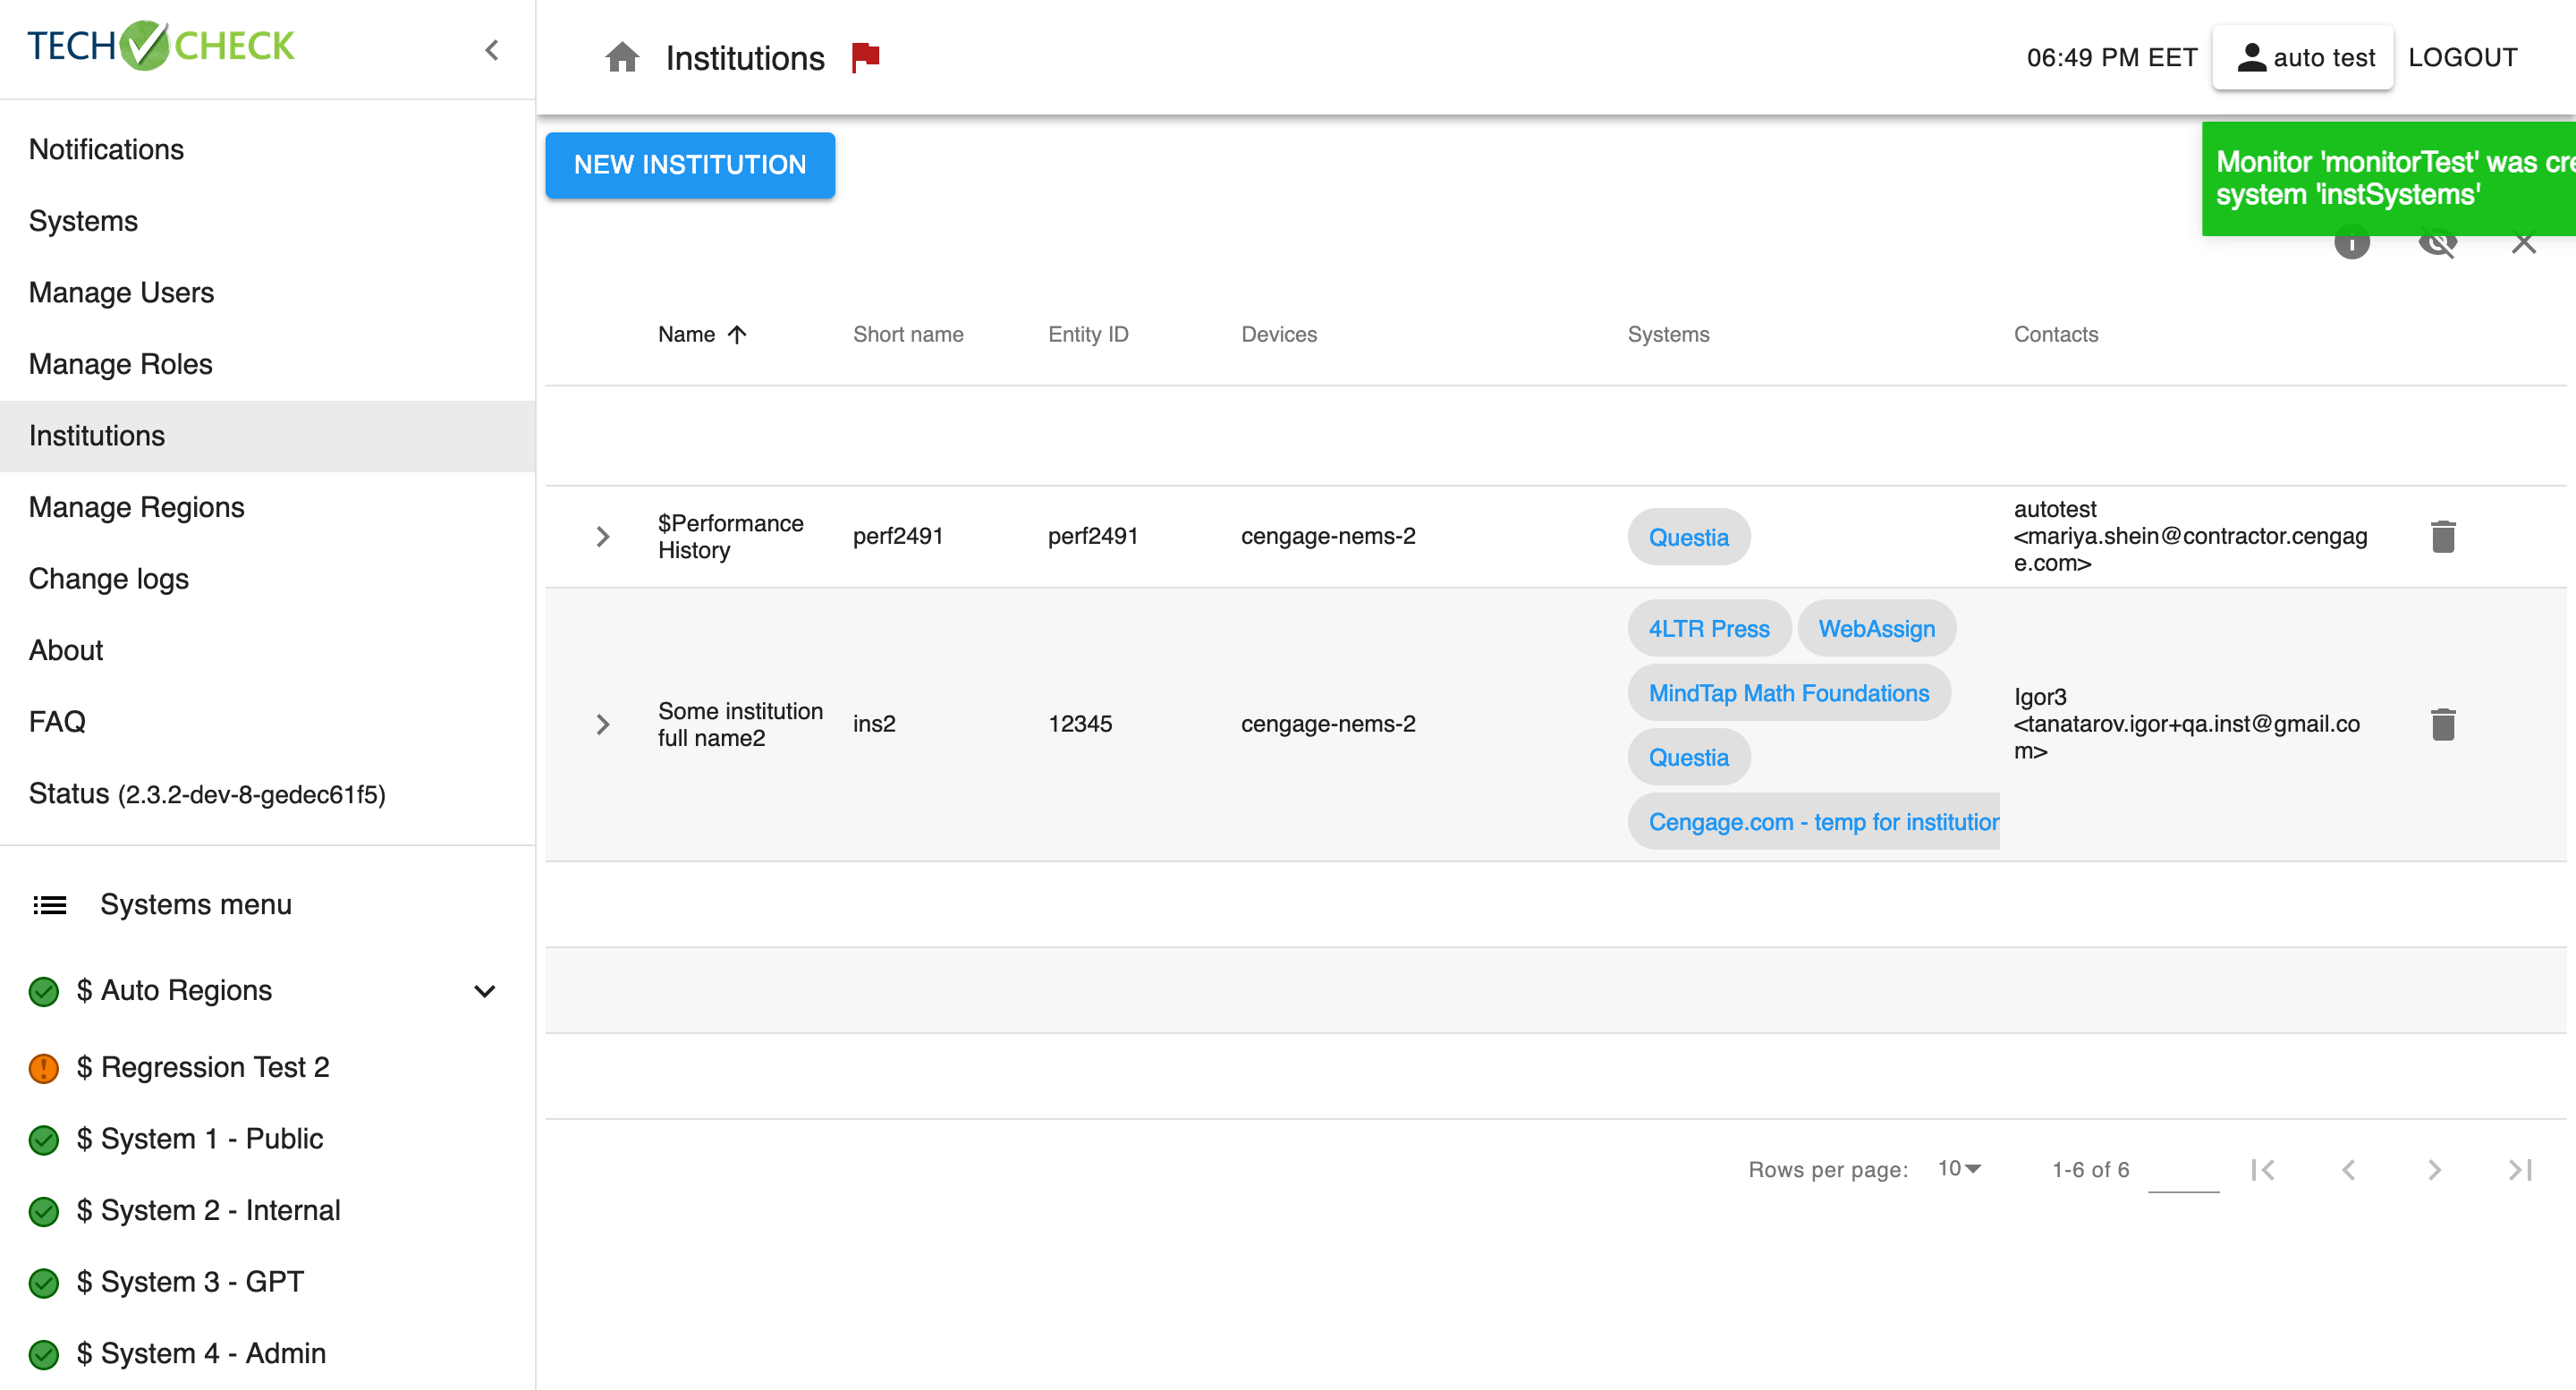 TECH CHECK
Institutions
06:49 PM EET
auto test
LOGOUT
Notifications
Systems
Manage Users
Manage Roles
Institutions
Manage Regions
Change logs
About
FAQ
Status (2.3.2-dev-8-gedec61f5)
Systems menu
$ Auto Regions
$ Regression Test 2
$ System 1 - Public
$ System 2 - Internal
$ System 3 - GPT
$ System 4 - Admin
NEW INSTITUTION
Monitor 'monitorTest' was cre
system 'instSystems'
Name Short name Entity ID Devices Systems Contacts
$Performance
History
perf2491
perf2491
cengage-nems-2
Questia
autotest
<mariya.shein@contractor.cengag
e.com>
Some institution
full name2
ins2
12345
cengage-nems-2
4LTR Press WebAssign
MindTap Math Foundations
Questia
Cengage.com - temp for institution
Igor3
<tanatarov.igor+qa.inst@gmail.co
m>
Rows per page: 10 1-6 of 6